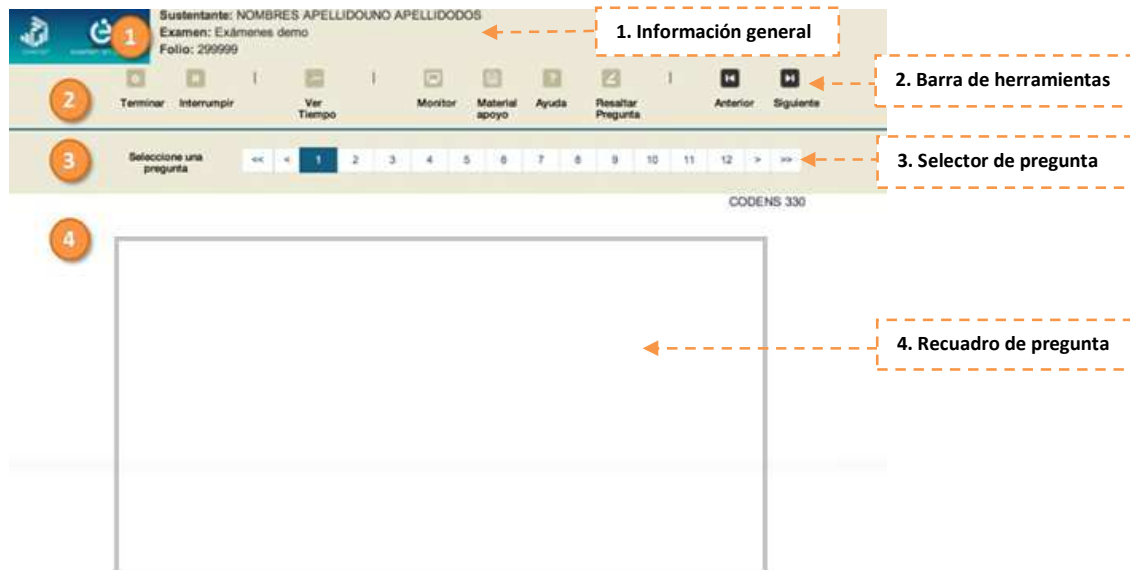 Sustentante: NOMBRES APELLIDOUNO APELLIDODOS
Examen: Exámenes demo
Folio: 299999
1
1. Información general
2
Terminar Interrumpir | Ver Tiempo | Monitor Material apoyo Ayuda Resaltar Pregunta | Anterior Siguiente
2. Barra de herramientas
3
Seleccione una pregunta
<< < 1 2 3 4 5 6 7 8 9 10 11 12 > >>
3. Selector de pregunta
CODENS 330
4
4. Recuadro de pregunta